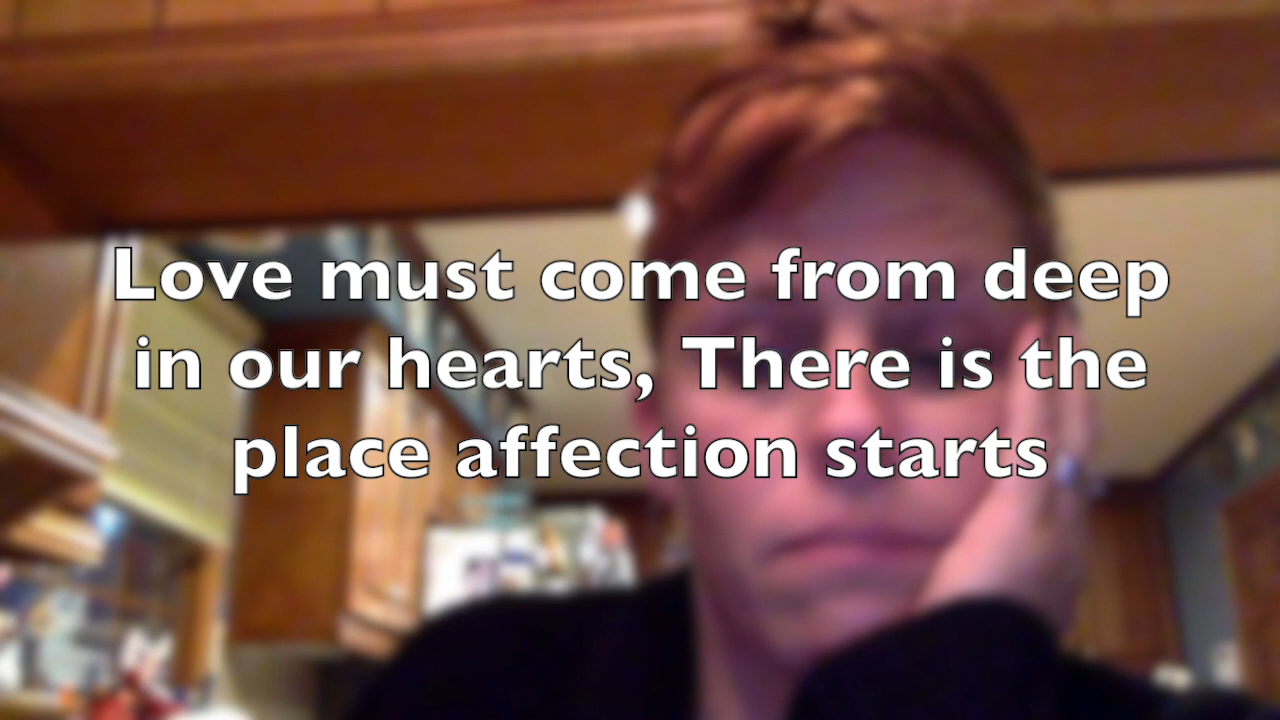 Love must come from deep
in our hearts, There is the
place affection starts